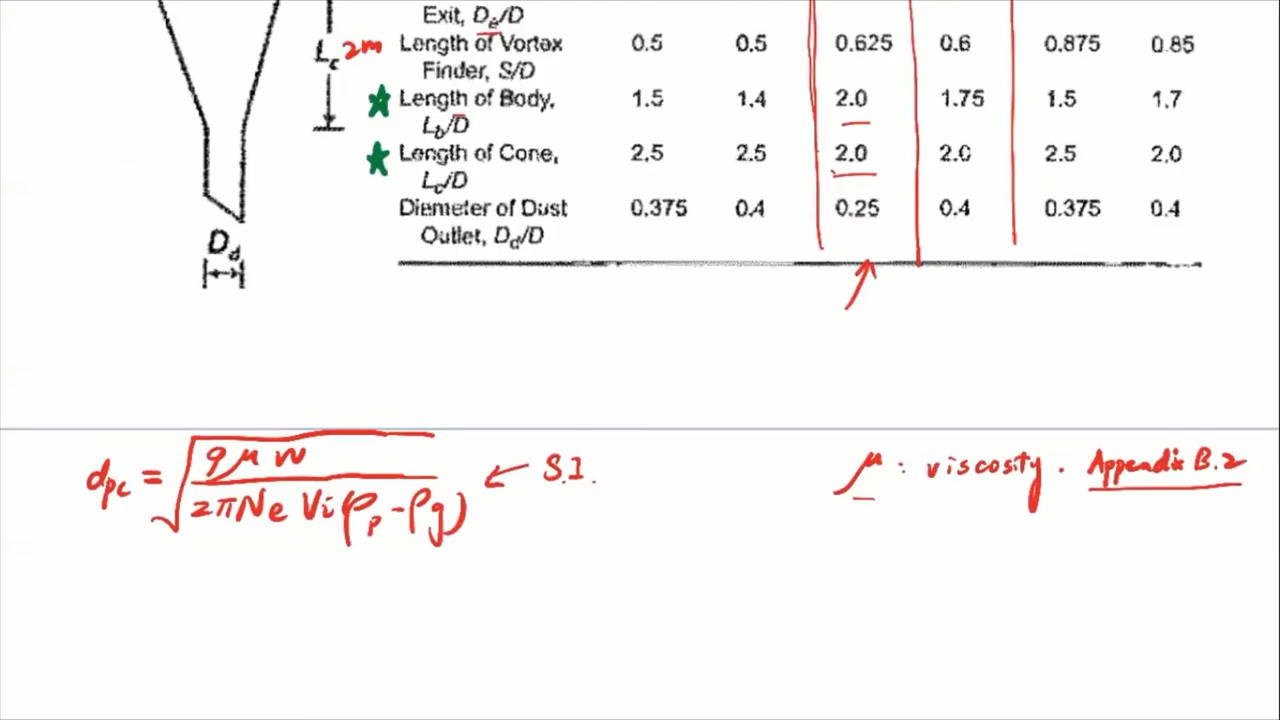 Exit, De/D
Lc 2m Length of Vortex 0.5 0.5 0.625 0.6 0.875 0.85
Finder, S/D
Length of Body, 1.5 1.4 2.0 1.75 1.5 1.7
Lb/D
Length of Cone, 2.5 2.5 2.0 2.0 2.5 2.0
Lc/D
Diameter of Dust 0.375 0.4 0.25 0.4 0.375 0.4
Outlet, Dd/D
Dd
dpc = √(9μW / 2πNe Vi(ρp-ρg)) ← S.I.
μ: viscosity. Appendix B.2